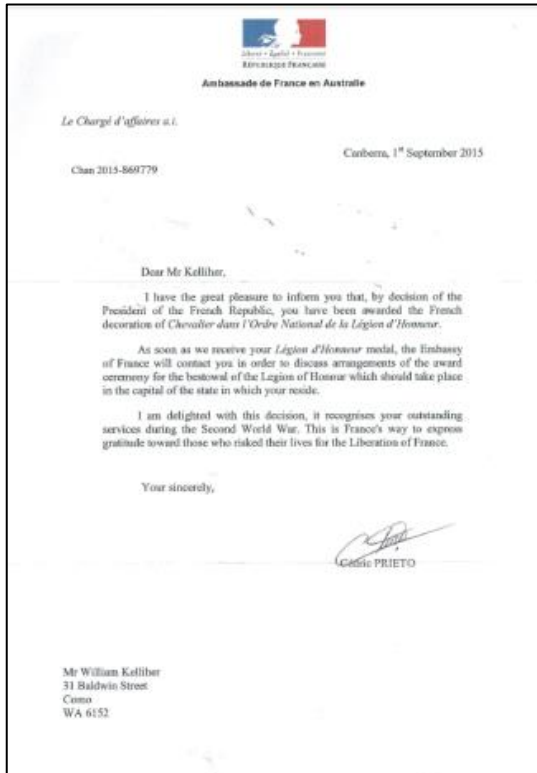 Liberté • Égalité • Fraternité
RÉPUBLIQUE FRANÇAISE
Ambassade de France en Australie
Le Chargé d'affaires a.i.
Canberra, 1st September 2015
Chan 2015-869779
Dear Mr Kelliher,
I have the great pleasure to inform you that, by decision of the
President of the French Republic, you have been awarded the French
decoration of Chevalier dans l'Ordre National de la Légion d'Honneur.
As soon as we receive your Légion d'Honneur medal, the Embassy
of France will contact you in order to discuss arrangements of the award
ceremony for the bestowal of the Legion of Honour which should take place
in the capital of the state in which your reside.
I am delighted with this decision, it recognises your outstanding
services during the Second World War. This is France's way to express
gratitude toward those who risked their lives for the Liberation of France.
Your sincerely,
Cédric PRIETO
Mr William Kelliher
31 Baldwin Street
Como
WA 6152